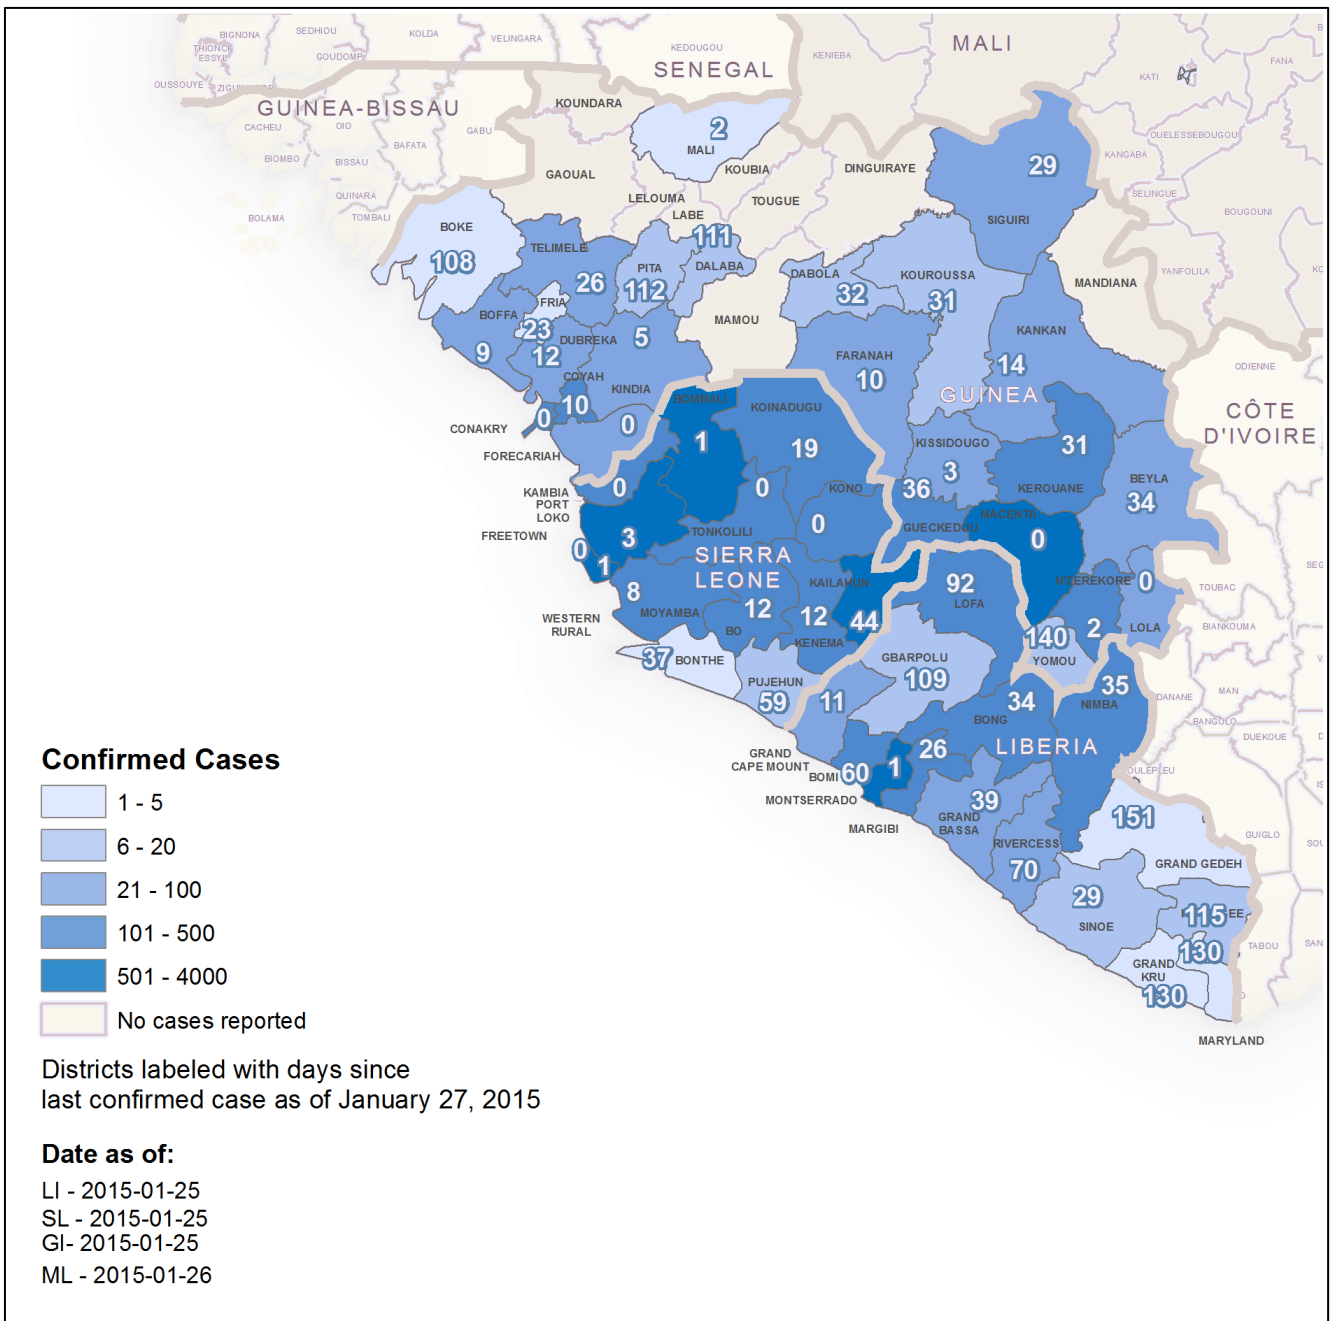 BIGNONA
SEDHIOU
KOLDA
VELINGARA
THIONCK
ESSYL
GOUDOMP
KEDOUGOU
SENEGAL
KENIEBA
MALI
KATI
FANA
OUSSOUYE
GUINEA-BISSAU
CACHEU
OIO
GABU
BAFATA
BIOMBO
BISSAU
QUINARA
TOMBALI
BOLAMA
KOUNDARA
2
MALI
KOUBIA
GAOUAL
LELOUMA
LABE
TOUGUE
DINGUIRAYE
29
SIGUIRI
OUELESSEBOUGOU
KANGABA
SELINGUE
BOUGOUNI
YANFOLILA
BOKE
108
TELIMELE
26
PITA
112
111
DALABA
DABOLA
32
KOUROUSSA
31
MANDIANA
BOFFA
9
FRIA
23
DUBREKA
12
5
KINDIA
MAMOU
FARANAH
10
KANKAN
14
GUINEA
ODIENNE
CÔTE
D'IVOIRE
COYAH
10
0
CONAKRY
0
FORECARIAH
BOMBALI
1
KOINADUGU
19
KISSIDOUGO
3
31
KEROUANE
BEYLA
34
KAMBIA
PORT
LOKO
0
FREETOWN
3
0
1
0
TONKOLILI
KONO
0
SIERRA
LEONE
36
GUECKEDOU
MACENTA
0
N'ZEREKORE
2
0
LOLA
TOUBAC
BIANKOUMA
WESTERN
RURAL
8
MOYAMBA
12
BO
KAILAHUN
44
12
KENEMA
92
LOFA
140
YOMOU
37
BONTHE
PUJEHUN
59
GBARPOLU
109
11
34
BONG
35
NIMBA
LIBERIA
DANANE
MAN
BANGOLO
DUEKOUE
GRAND
CAPE MOUNT
BOMI
60
1
26
MONTSERRADO
MARGIBI
39
GRAND
BASSA
RIVERCESS
70
151
GRAND GEDEH
GUIGLO
29
SINOE
115
130
GRAND
KRU
130
TABOU
MARYLAND
Confirmed Cases
1 - 5
6 - 20
21 - 100
101 - 500
501 - 4000
No cases reported
Districts labeled with days since
last confirmed case as of January 27, 2015
Date as of:
LI - 2015-01-25
SL - 2015-01-25
GI- 2015-01-25
ML - 2015-01-26